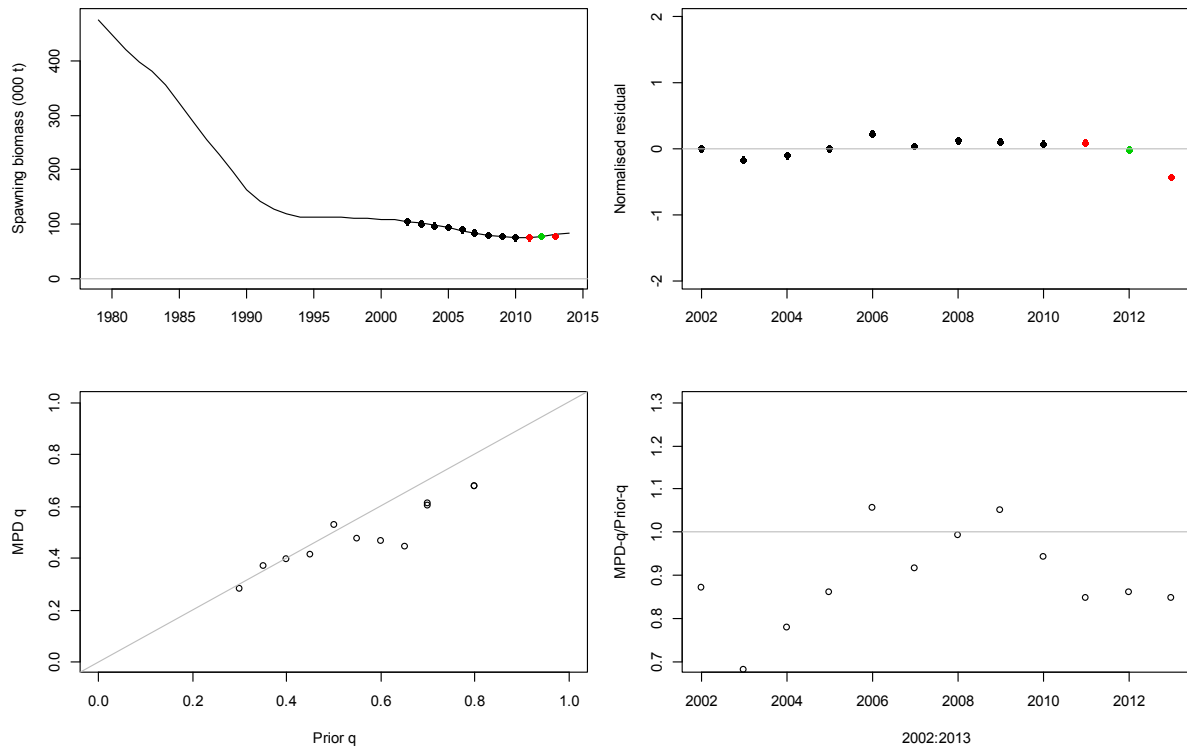 Spawning biomass (000 t)
0 100 200 300 400
1980 1985 1990 1995 2000 2005 2010 2015
Normalised residual
-2 -1 0 1 2
2002 2004 2006 2008 2010 2012
MPD q
0.0 0.2 0.4 0.6 0.8 1.0
0.0 0.2 0.4 0.6 0.8 1.0
Prior q
MPD-q/Prior-q
0.7 0.8 0.9 1.0 1.1 1.2 1.3
2002 2004 2006 2008 2010 2012
2002:2013